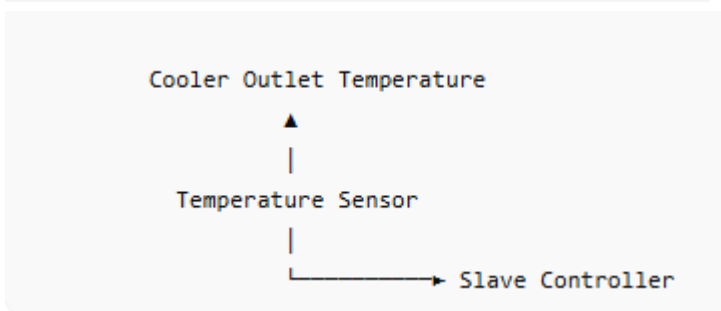 Cooler Outlet Temperature
Temperature Sensor
Slave Controller